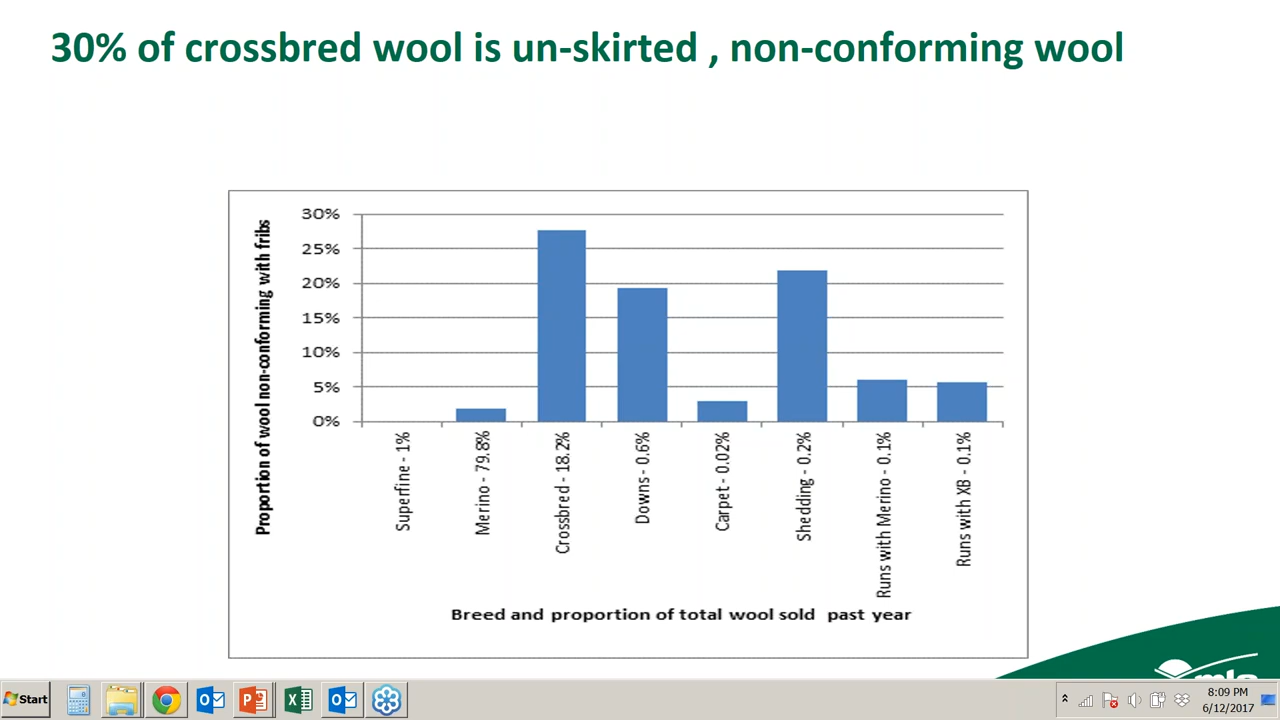 30% of crossbred wool is un-skirted , non-conforming wool
Proportion of wool non-conforming with fribs
30%
25%
20%
15%
10%
5%
0%
Superfine - 1%
Merino - 79.8%
Crossbred - 18.2%
Downs - 0.6%
Carpet - 0.02%
Shedding - 0.2%
Runs with Merino - 0.1%
Runs with XB - 0.1%
Breed and proportion of total wool sold past year
mla
Start
8:09 PM
6/12/2017